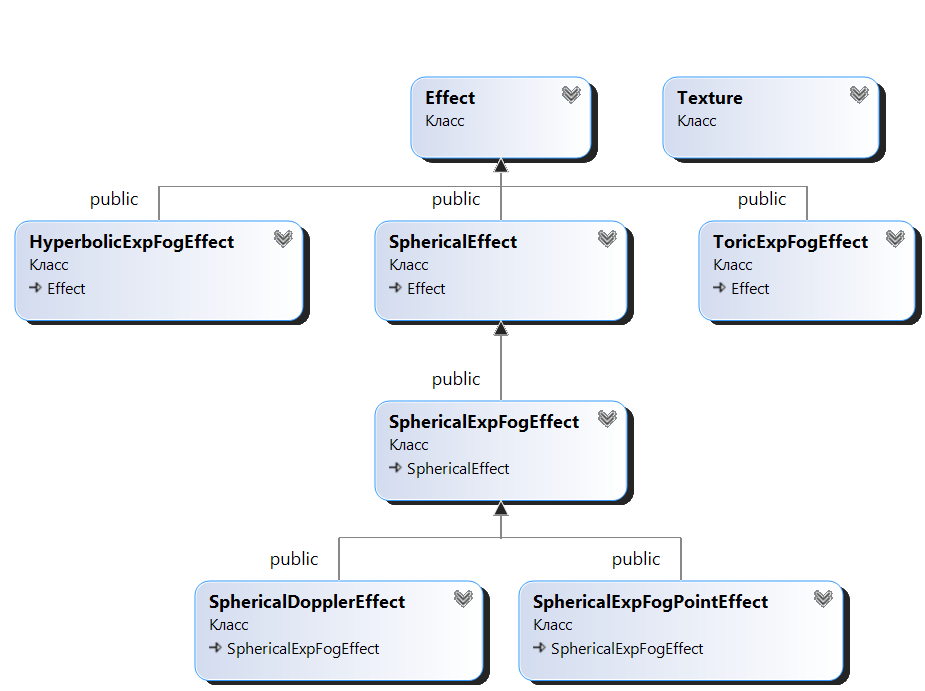 Effect
Класс
Texture
Класс
public
public
public
HyperbolicExpFogEffect
Класс
Effect
SphericalEffect
Класс
Effect
ToricExpFogEffect
Класс
Effect
public
SphericalExpFogEffect
Класс
SphericalEffect
public
public
SphericalDopplerEffect
Класс
SphericalExpFogEffect
SphericalExpFogPointEffect
Класс
SphericalExpFogEffect